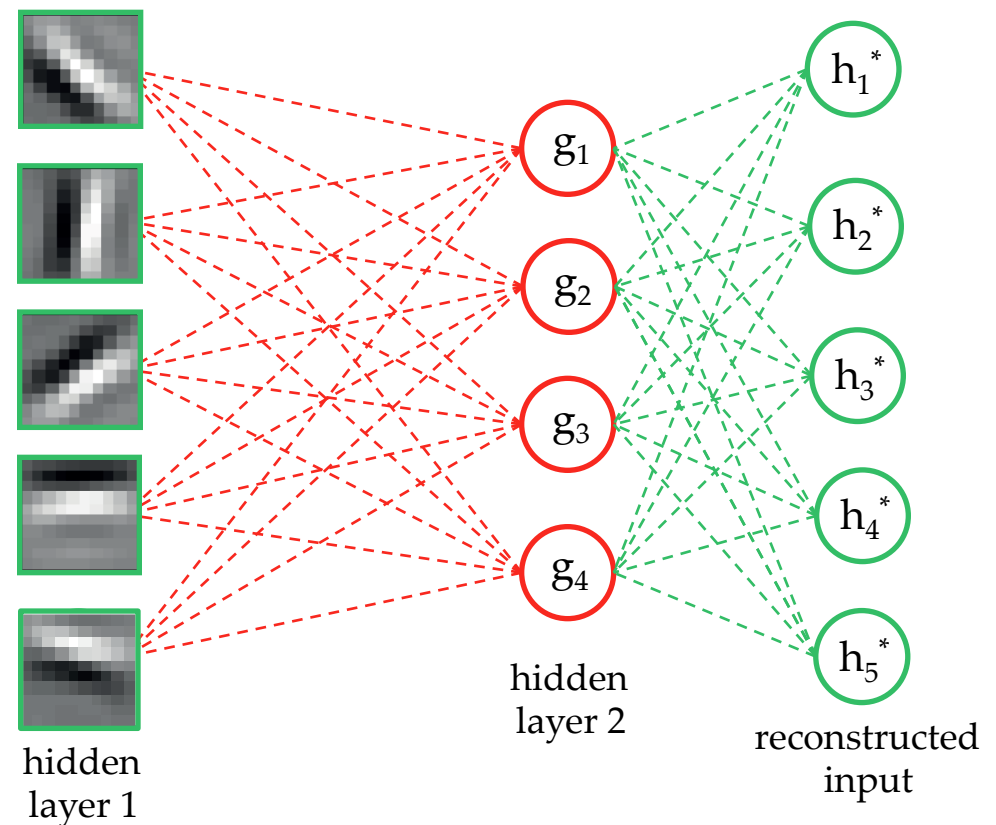 h₁*
g₁
h₂*
g₂
h₃*
g₃
h₄*
g₄
h₅*
hidden
layer 1
hidden
layer 2
reconstructed
input